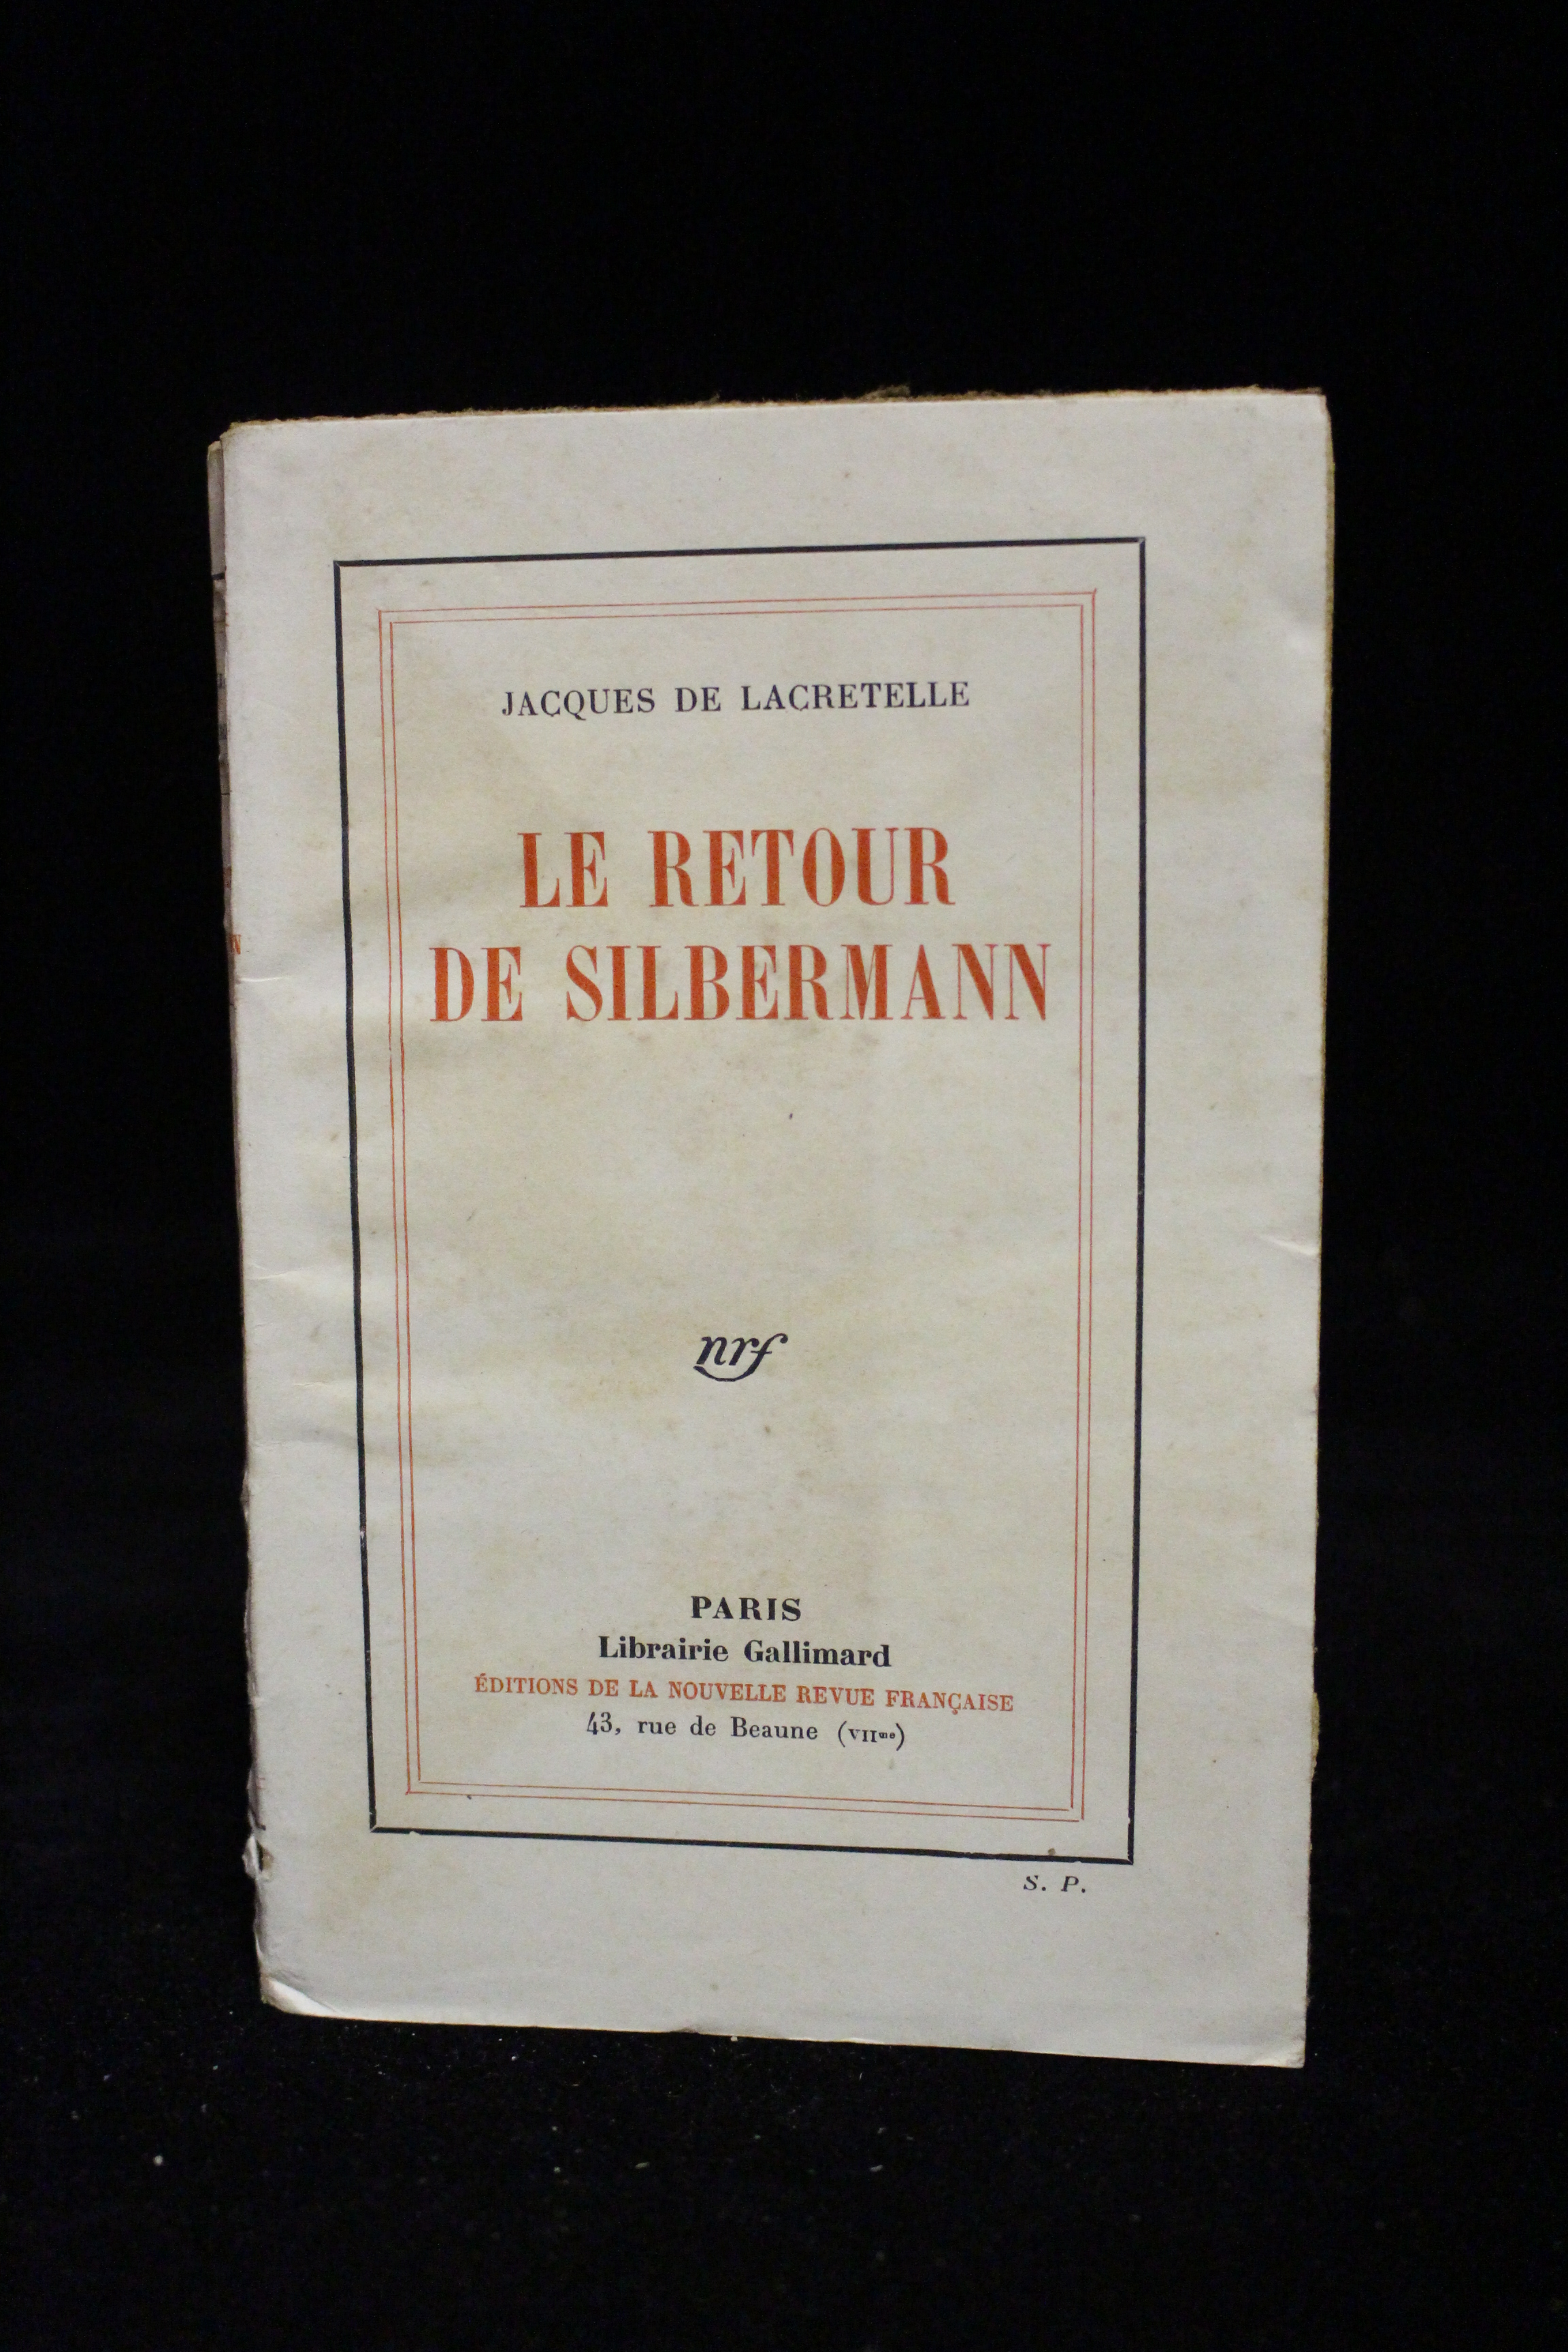 JACQUES DE LACRETELLE
LE RETOUR
DE SILBERMANN
nrf
PARIS
Librairie Gallimard
ÉDITIONS DE LA NOUVELLE REVUE FRANÇAISE
43, rue de Beaune (VIIme)
S. P.